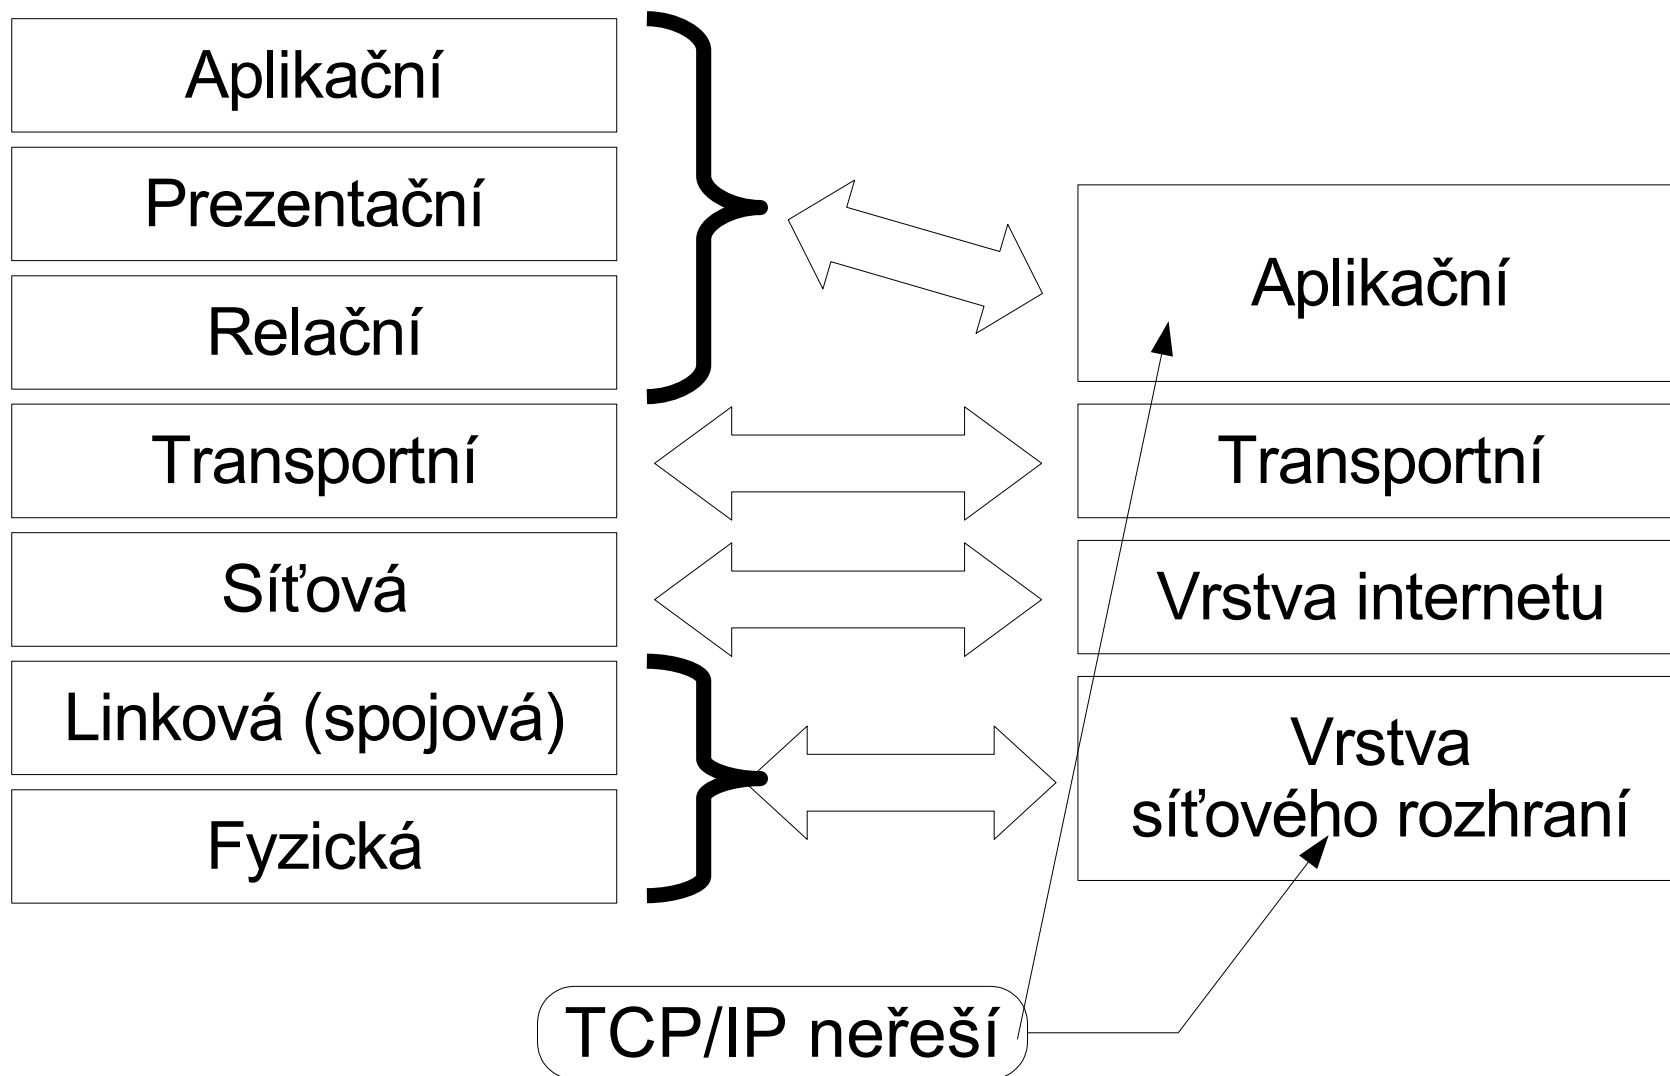 Aplikační
Prezentační
Relační
Transportní
Síťová
Linková (spojová)
Fyzická
Aplikační
Transportní
Vrstva internetu
Vrstva
síťového rozhraní
TCP/IP neřeší